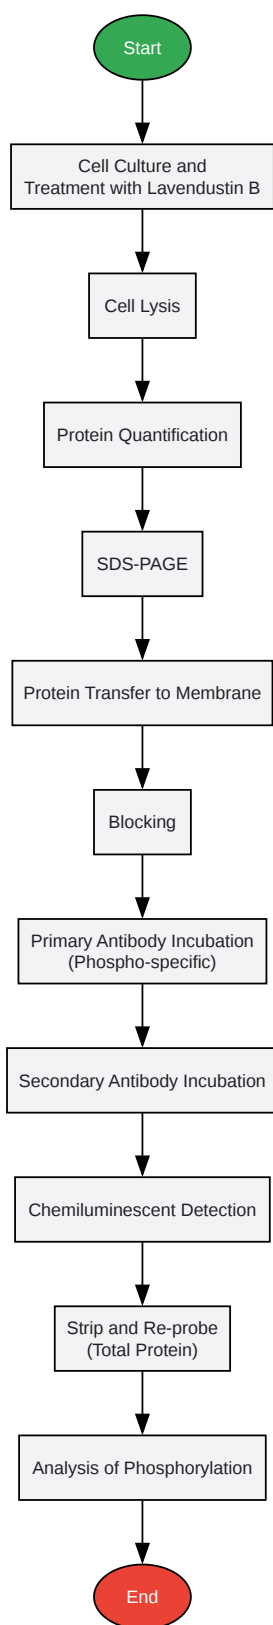 Start
Cell Culture and
Treatment with Lavendustin B
Cell Lysis
Protein Quantification
SDS-PAGE
Protein Transfer to Membrane
Blocking
Primary Antibody Incubation
(Phospho-specific)
Secondary Antibody Incubation
Chemiluminescent Detection
Strip and Re-probe
(Total Protein)
Analysis of Phosphorylation
End